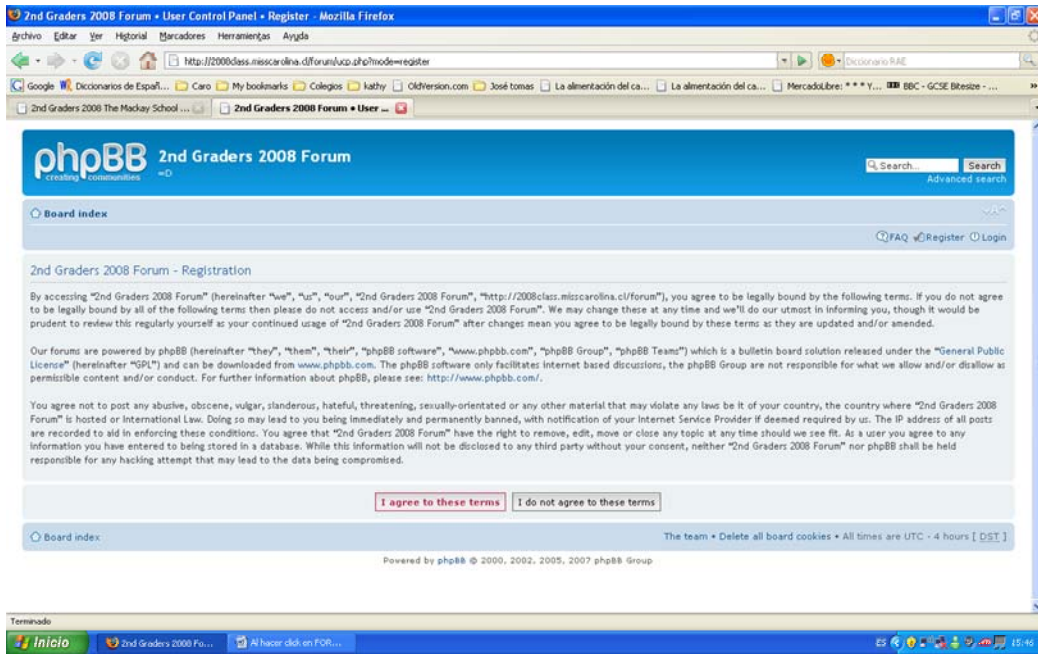 2nd Graders 2008 Forum • User Control Panel • Register - Mozilla Firefox
Archivo Editar Ver Historial Marcadores Herramientas Ayuda
http://2008class.misscarolina.cl/forum/ucp.php?mode=register
Diccionario RAE
Google Diccionarios de Españ... Caro My bookmarks Colegios kathy OldVersion.com José tomas La alimentación del ca... La alimentación del ca... MercadoLibre: * * * Y... BBC - GCSE Bitesize - ...
2nd Graders 2008 The Mackay School ... 2nd Graders 2008 Forum • User ...
phpBB
creating communities
2nd Graders 2008 Forum
=D
Search... Search
Advanced search
Board index
FAQ Register Login
2nd Graders 2008 Forum - Registration
By accessing “2nd Graders 2008 Forum” (hereinafter “we”, “us”, “our”, “2nd Graders 2008 Forum”, “http://2008class.misscarolina.cl/forum”), you agree to be legally bound by the following terms. If you do not agree
to be legally bound by all of the following terms then please do not access and/or use “2nd Graders 2008 Forum”. We may change these at any time and we’ll do our utmost in informing you, though it would be
prudent to review this regularly yourself as your continued usage of “2nd Graders 2008 Forum” after changes mean you agree to be legally bound by these terms as they are updated and/or amended.
Our forums are powered by phpBB (hereinafter “they”, “them”, “their”, “phpBB software”, “www.phpbb.com”, “phpBB Group”, “phpBB Teams”) which is a bulletin board solution released under the “General Public
License” (hereinafter “GPL”) and can be downloaded from www.phpbb.com. The phpBB software only facilitates internet based discussions, the phpBB Group are not responsible for what we allow and/or disallow as
permissible content and/or conduct. For further information about phpBB, please see: http://www.phpbb.com/.
You agree not to post any abusive, obscene, vulgar, slanderous, hateful, threatening, sexually-orientated or any other material that may violate any laws be it of your country, the country where “2nd Graders 2008
Forum” is hosted or International Law. Doing so may lead to you being immediately and permanently banned, with notification of your Internet Service Provider if deemed required by us. The IP address of all posts
are recorded to aid in enforcing these conditions. You agree that “2nd Graders 2008 Forum” have the right to remove, edit, move or close any topic at any time should we see fit. As a user you agree to any
information you have entered to being stored in a database. While this information will not be disclosed to any third party without your consent, neither “2nd Graders 2008 Forum” nor phpBB shall be held
responsible for any hacking attempt that may lead to the data being compromised.
I agree to these terms I do not agree to these terms
Board index
The team • Delete all board cookies • All times are UTC - 4 hours [ DST ]
Powered by phpBB © 2000, 2002, 2005, 2007 phpBB Group
Terminado
Inicio 2nd Graders 2008 Fo... Al hacer click en FOR... ES 15:46